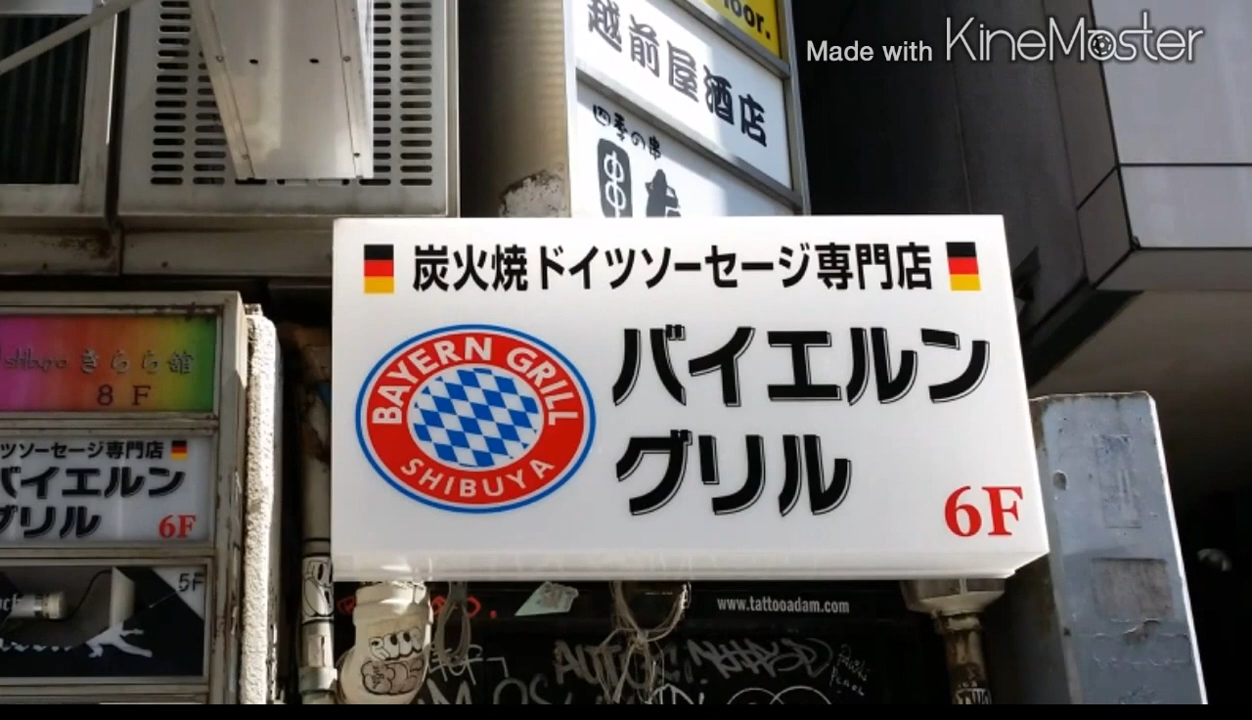 oor.
Made with KineMaster
越前屋酒店
四季の串
串
炭火焼ドイツソーセージ専門店
BAYERN GRILL
SHIBUYA
バイエルン
グリル
6F
きらら館
8F
ツソーセージ専門店
バイエルン
グリル
6F
5F
www.tattooadam.com